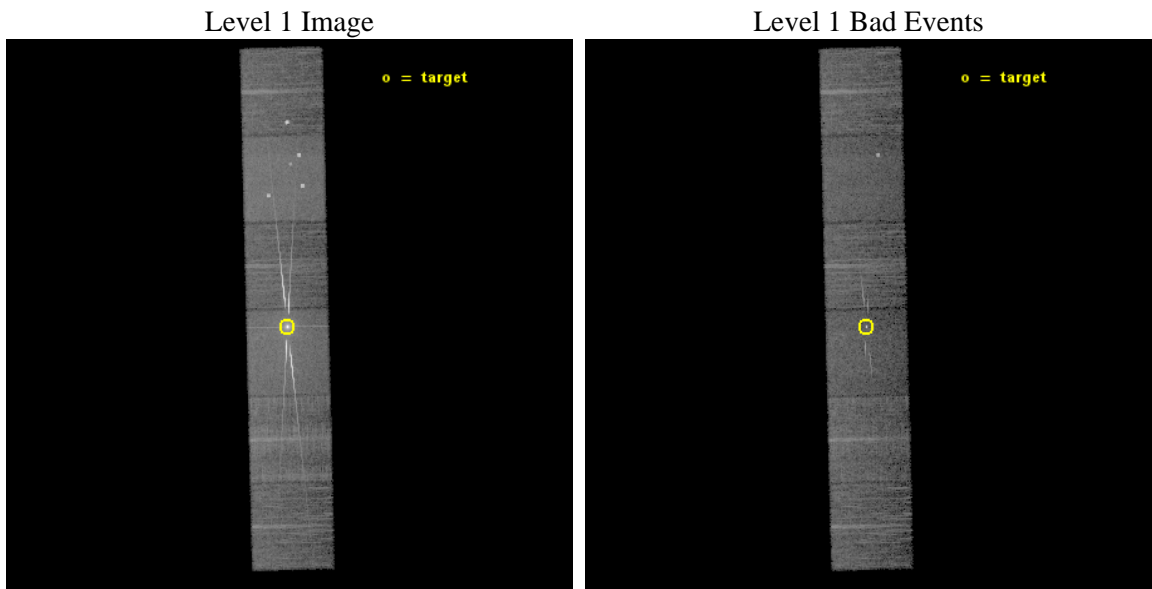 Level 1 Image
Level 1 Bad Events
o = target
o = target